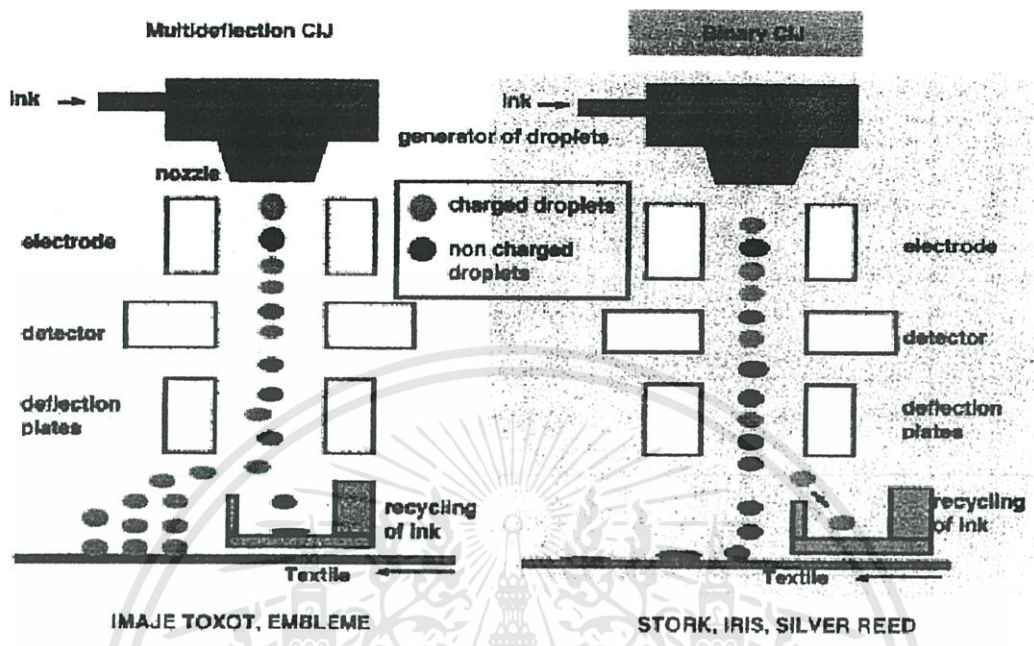 Multideflection CIJ
ink
nozzle
electrode
detector
deflection
plates
recycling
of ink
Textile
IMAJE TOXOT, EMBLEME
generator of droplets
charged droplets
non charged
droplets
Binary CIJ
ink
electrode
detector
deflection
plates
recycling
of ink
Textile
STORK, IRIS, SILVER REED